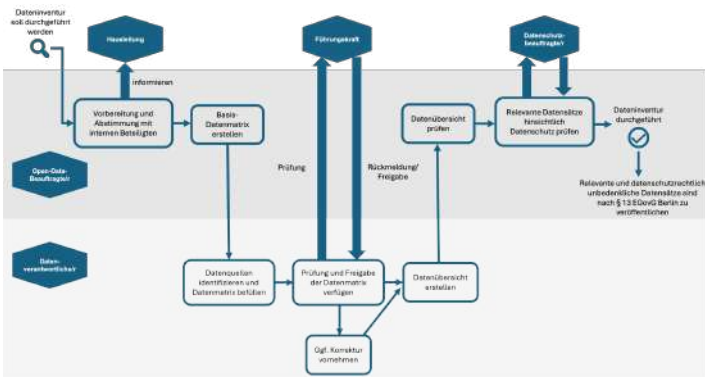 Dateninventur
soll durchgeführt
werden
Hausleitung
Führungskraft
Datenschutz-
beauftragte/r
informieren
Vorbereitung und
Abstimmung mit
internen Beteiligten
Basis-
Datenmatrix
erstellen
Datenübersicht
prüfen
Relevante Datensätze
hinsichtlich
Datenschutz prüfen
Dateninventur
durchgeführt
Open-Data-
Beauftragte/r
Prüfung
Rückmeldung/
Freigabe
Relevante und datenschutzrechtlich
unbedenkliche Datensätze sind
nach § 13 EGovG Berlin zu
veröffentlichen
Daten-
verantwortliche/r
Datenquellen
identifizieren und
Datenmatrix befüllen
Prüfung und Freigabe
der Datenmatrix
verfügen
Datenübersicht
erstellen
Ggf. Korrektur
vornehmen